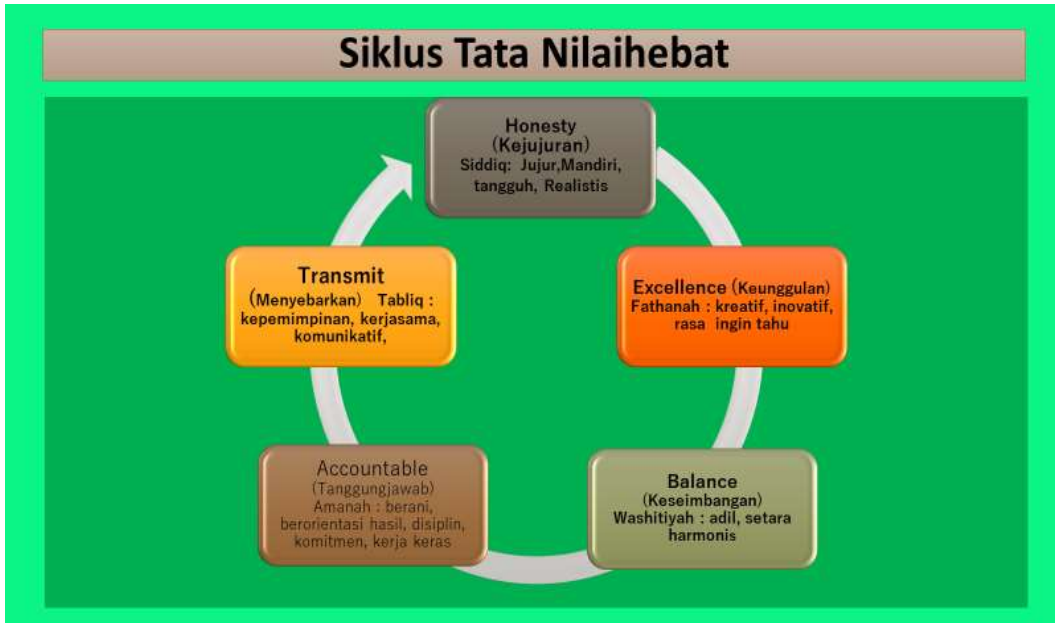 Siklus Tata Nilaihebat
Honesty
(Kejujuran)
Siddiq: Jujur,Mandiri,
tangguh, Realistis
Excellence (Keunggulan)
Fathanah : kreatif, inovatif,
rasa ingin tahu
Balance
(Keseimbangan)
Washitiyah : adil, setara
harmonis
Accountable
(Tanggungjawab)
Amanah : berani,
berorientasi hasil, disiplin,
komitmen, kerja keras
Transmit
(Menyebarkan) Tabliq :
kepemimpinan, kerjasama,
komunikatif,